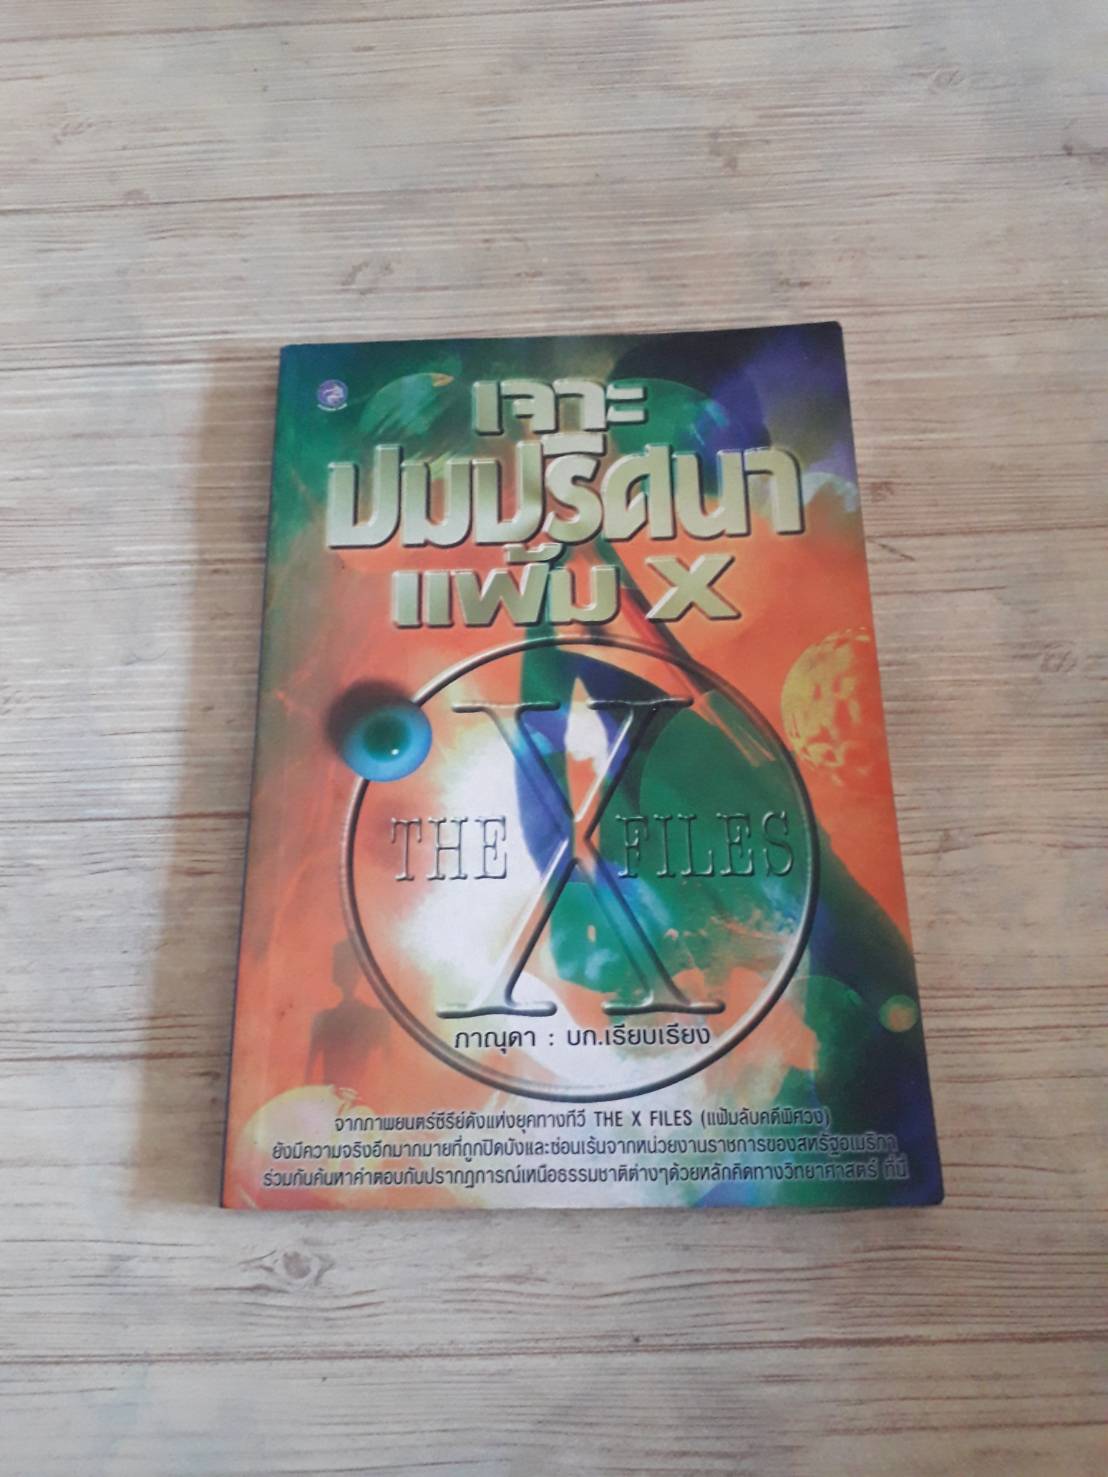 เจาะ
ปมปริศนา
แฟ้ม X
THE X FILES
ภาณุดา : บก.เรียบเรียง
จากภาพยนตร์ซีรีย์ดังแห่งยุคทางทีวี THE X FILES (แฟ้มลับคดีพิศวง)
ยังมีความจริงอีกมากมายที่ถูกปิดบังและซ่อนเร้นจากหน่วยงานราชการของสหรัฐอเมริกา
ร่วมกันค้นหาคำตอบกับปรากฏการณ์เหนือธรรมชาติต่างๆด้วยหลักคิดทางวิทยาศาสตร์ ที่นี่